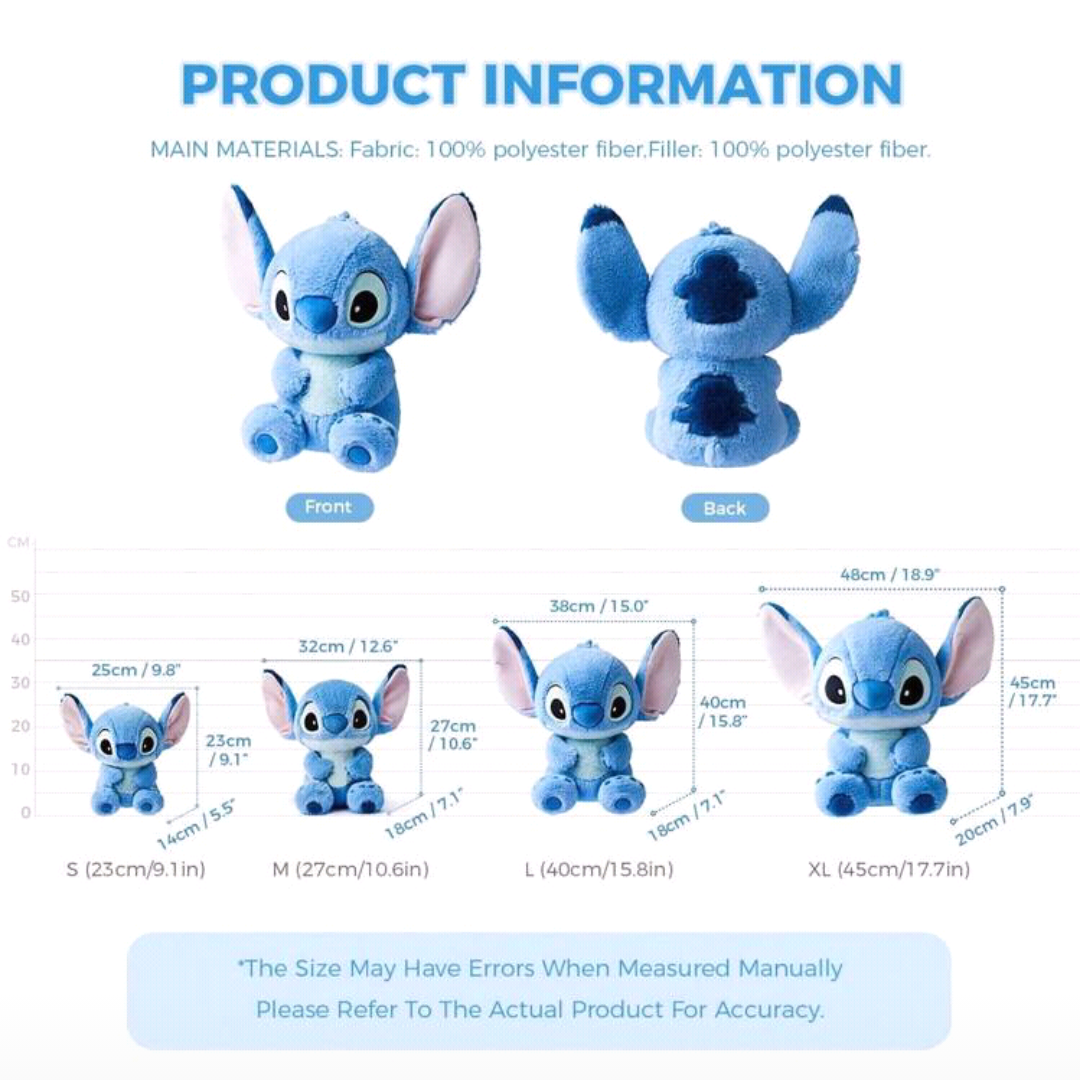 PRODUCT INFORMATION
MAIN MATERIALS: Fabric: 100% polyester fiber,Filler: 100% polyester fiber.
Front
Back
CM
50
40
30
20
10
0
25cm / 9.8"
23cm
/ 9.1"
14cm / 5.5"
32cm / 12.6"
27cm
/ 10.6"
18cm / 7.1"
38cm / 15.0"
40cm
/ 15.8"
18cm / 7.1"
48cm / 18.9"
45cm
/ 17.7"
20cm / 7.9"
S (23cm/9.1in)
M (27cm/10.6in)
L (40cm/15.8in)
XL (45cm/17.7in)
*The Size May Have Errors When Measured Manually
Please Refer To The Actual Product For Accuracy.